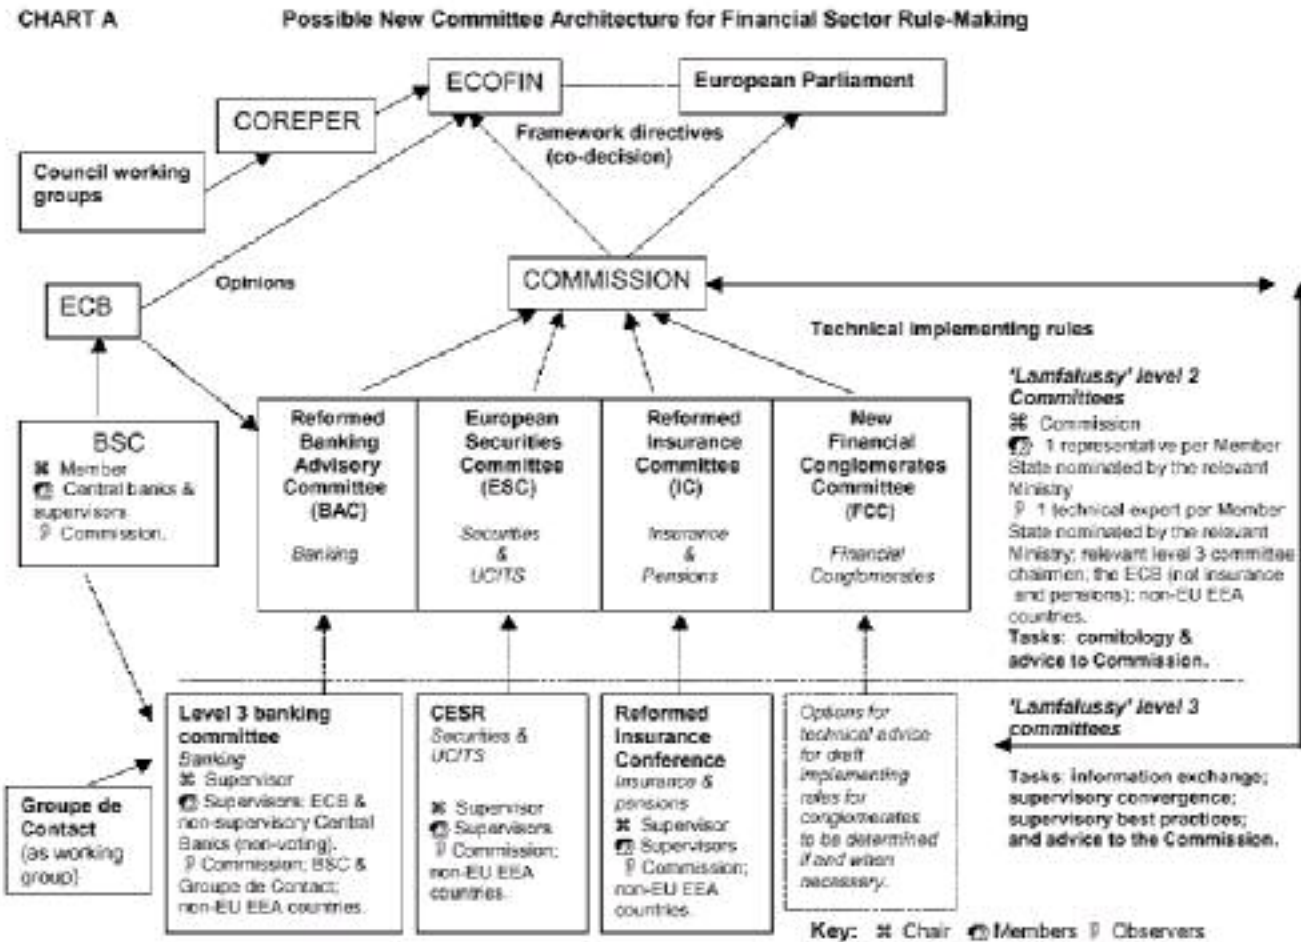 CHART A
Possible New Committee Architecture for Financial Sector Rule-Making
ECOFIN
European Parliament
COREPER
Framework directives
(co-decision)
Council working
groups
COMMISSION
Opinions
ECB
Technical implementing rules
'Lamfalussy' level 2
Committees
⌘ Commission
1 representative per Member
State nominated by the relevant
Ministry
1 technical expert per Member
State nominated by the relevant
Ministry; relevant level 3 committee
chairmen; the ECB (not insurance
and pensions); non-EU EEA
countries.
Tasks: comitology &
advice to Commission.
BSC
⌘ Member
Central banks &
supervisors
Commission.
Reformed
Banking
Advisory
Committee
(BAC)
Banking
European
Securities
Committee
(ESC)
Securities
&
UCITS
Reformed
Insurance
Committee
(IC)
Insurance
&
Pensions
New
Financial
Conglomerates
Committee
(FCC)
Financial
Conglomerates
Level 3 banking
committee
Banking
⌘ Supervisor
Supervisors; ECB &
non-supervisory Central
Banks (non-voting).
Commission; BSC &
Groupe de Contact;
non-EU EEA countries.
CESR
Securities &
UCITS
⌘ Supervisor
Supervisors
Commission;
non-EU EEA
countries.
Reformed
Insurance
Conference
Insurance &
pensions
⌘ Supervisor
Supervisors
Commission;
non-EU EEA
countries.
Options for
technical advice
for draft
implementing
rules for
conglomerates
to be determined
if and when
necessary.
'Lamfalussy' level 3
committees
Tasks: information exchange;
supervisory convergence;
supervisory best practices;
and advice to the Commission.
Groupe de
Contact
(as working
group)
Key: ⌘ Chair Members Observers